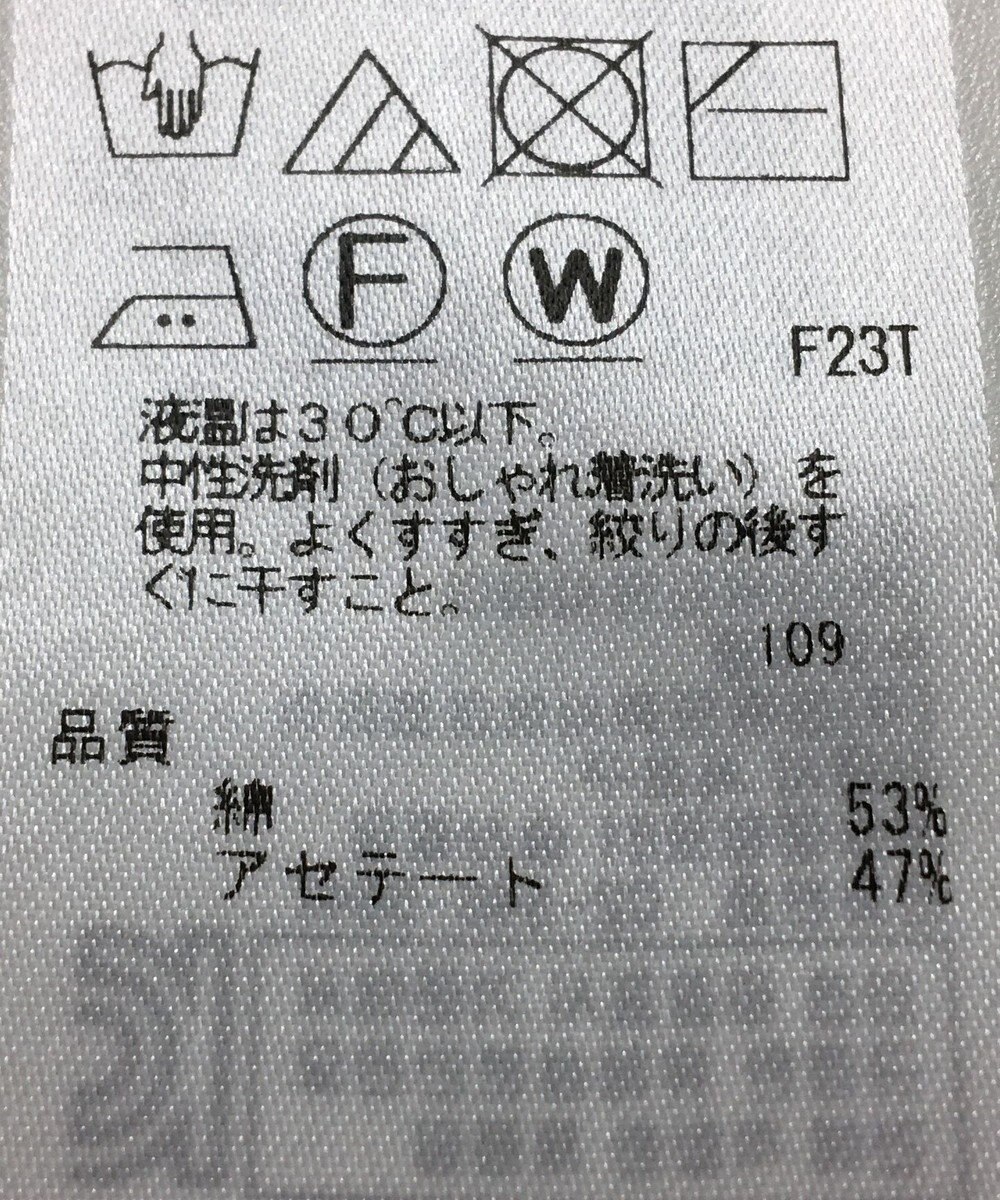 F
W
F23T
液温は30℃以下。
中性洗剤(おしゃれ着洗い)を
使用。よくすすぎ、絞りの後す
ぐに干すこと。
109
品質
綿 53%
アセテート 47%